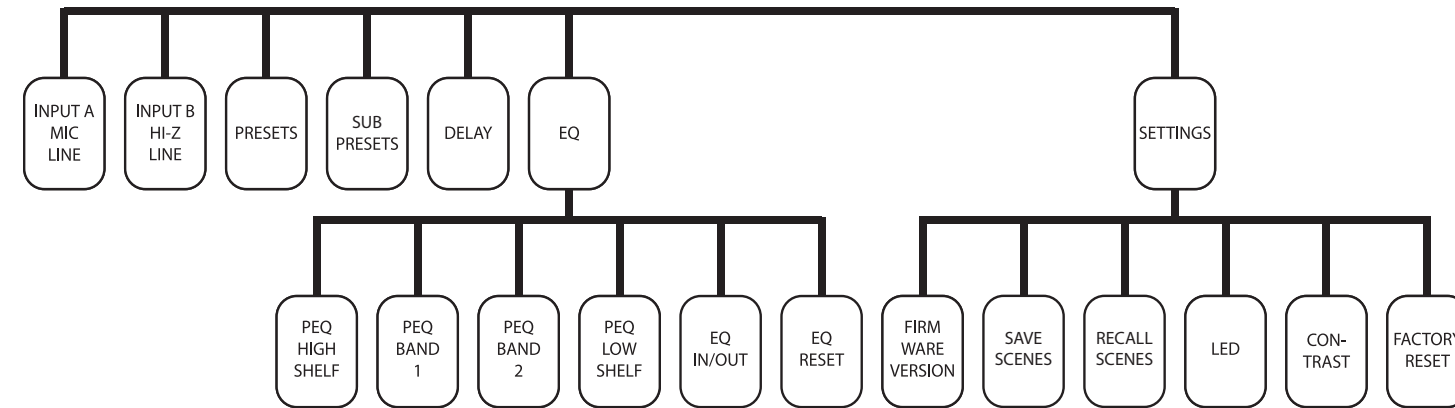 INPUT A
MIC
LINE
INPUT B
HI-Z
LINE
PRESETS
SUB
PRESETS
DELAY
EQ
SETTINGS
PEQ
HIGH
SHELF
PEQ
BAND
1
PEQ
BAND
2
PEQ
LOW
SHELF
EQ
IN/OUT
EQ
RESET
FIRM
WARE
VERSION
SAVE
SCENES
RECALL
SCENES
LED
CON-
TRAST
FACTORY
RESET